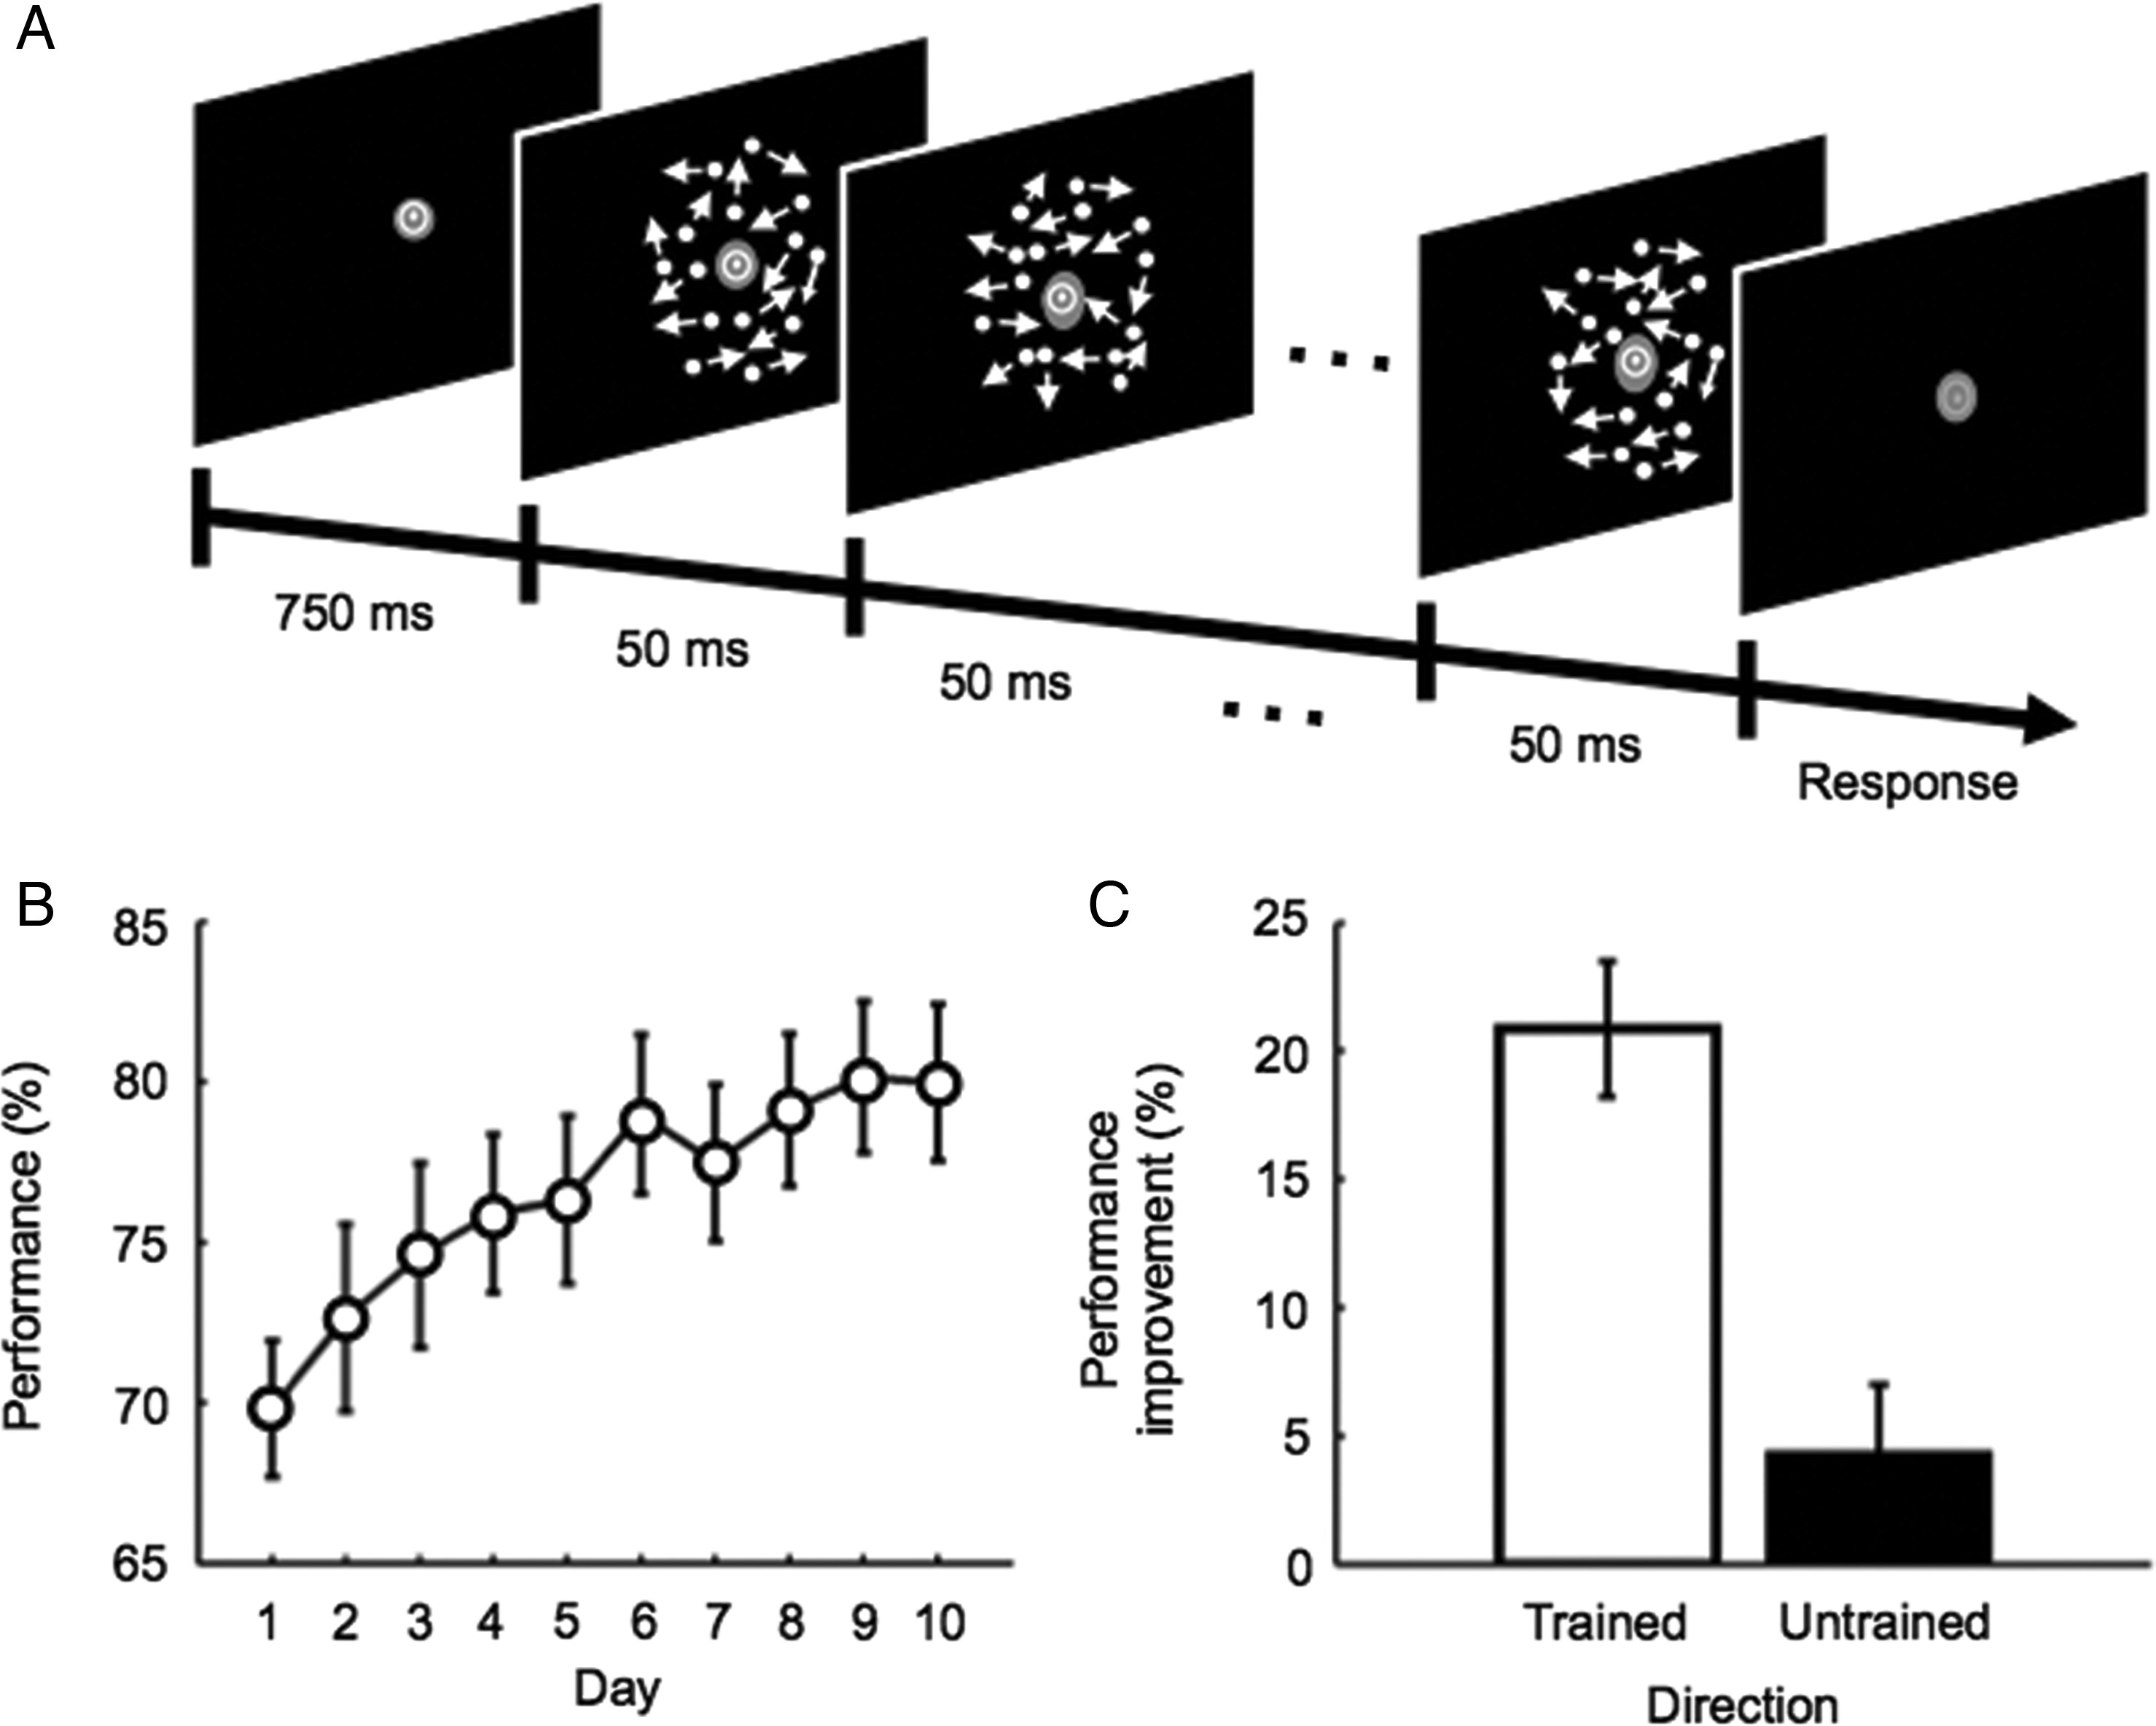 A
750 ms
50 ms
50 ms
50 ms
Response
B
85
80
75
70
65
Performance (%)
1 2 3 4 5 6 7 8 9 10
Day
C
25
20
15
10
5
0
Performance
improvement (%)
Trained Untrained
Direction